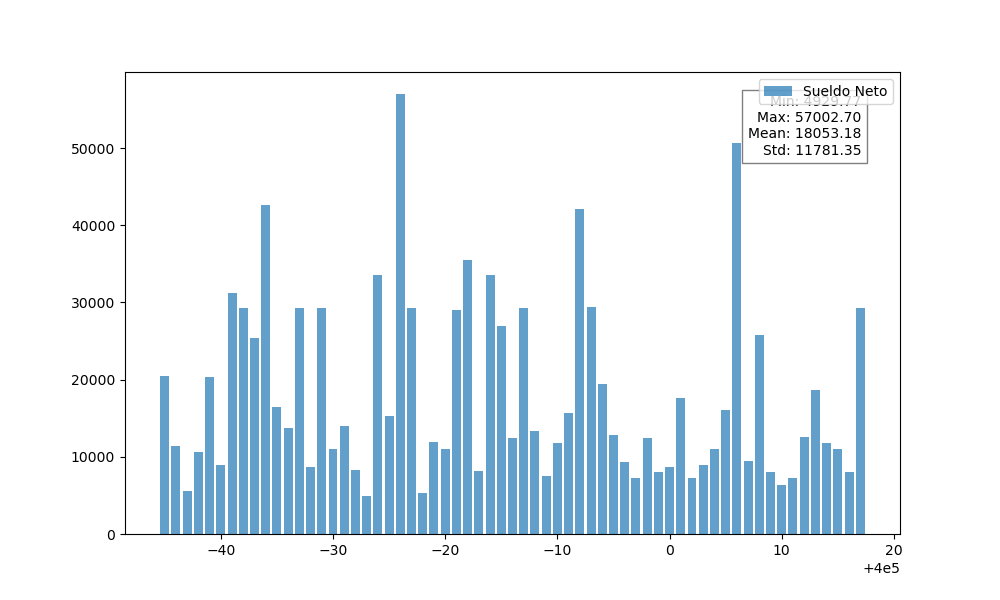 Sueldo Neto
Min: 4929.77
Max: 57002.70
Mean: 18053.18
Std: 11781.35
50000
40000
30000
20000
10000
0
−40
−30
−20
−10
0
10
20
+4e5